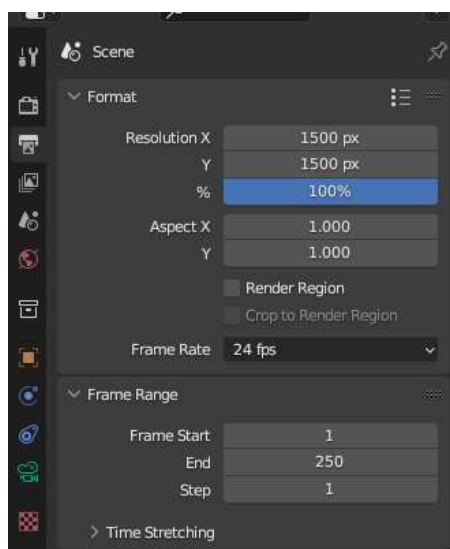 Scene
Format
Resolution X 1500 px
Y 1500 px
% 100%
Aspect X 1.000
Y 1.000
Render Region
Crop to Render Region
Frame Rate 24 fps
Frame Range
Frame Start 1
End 250
Step 1
Time Stretching